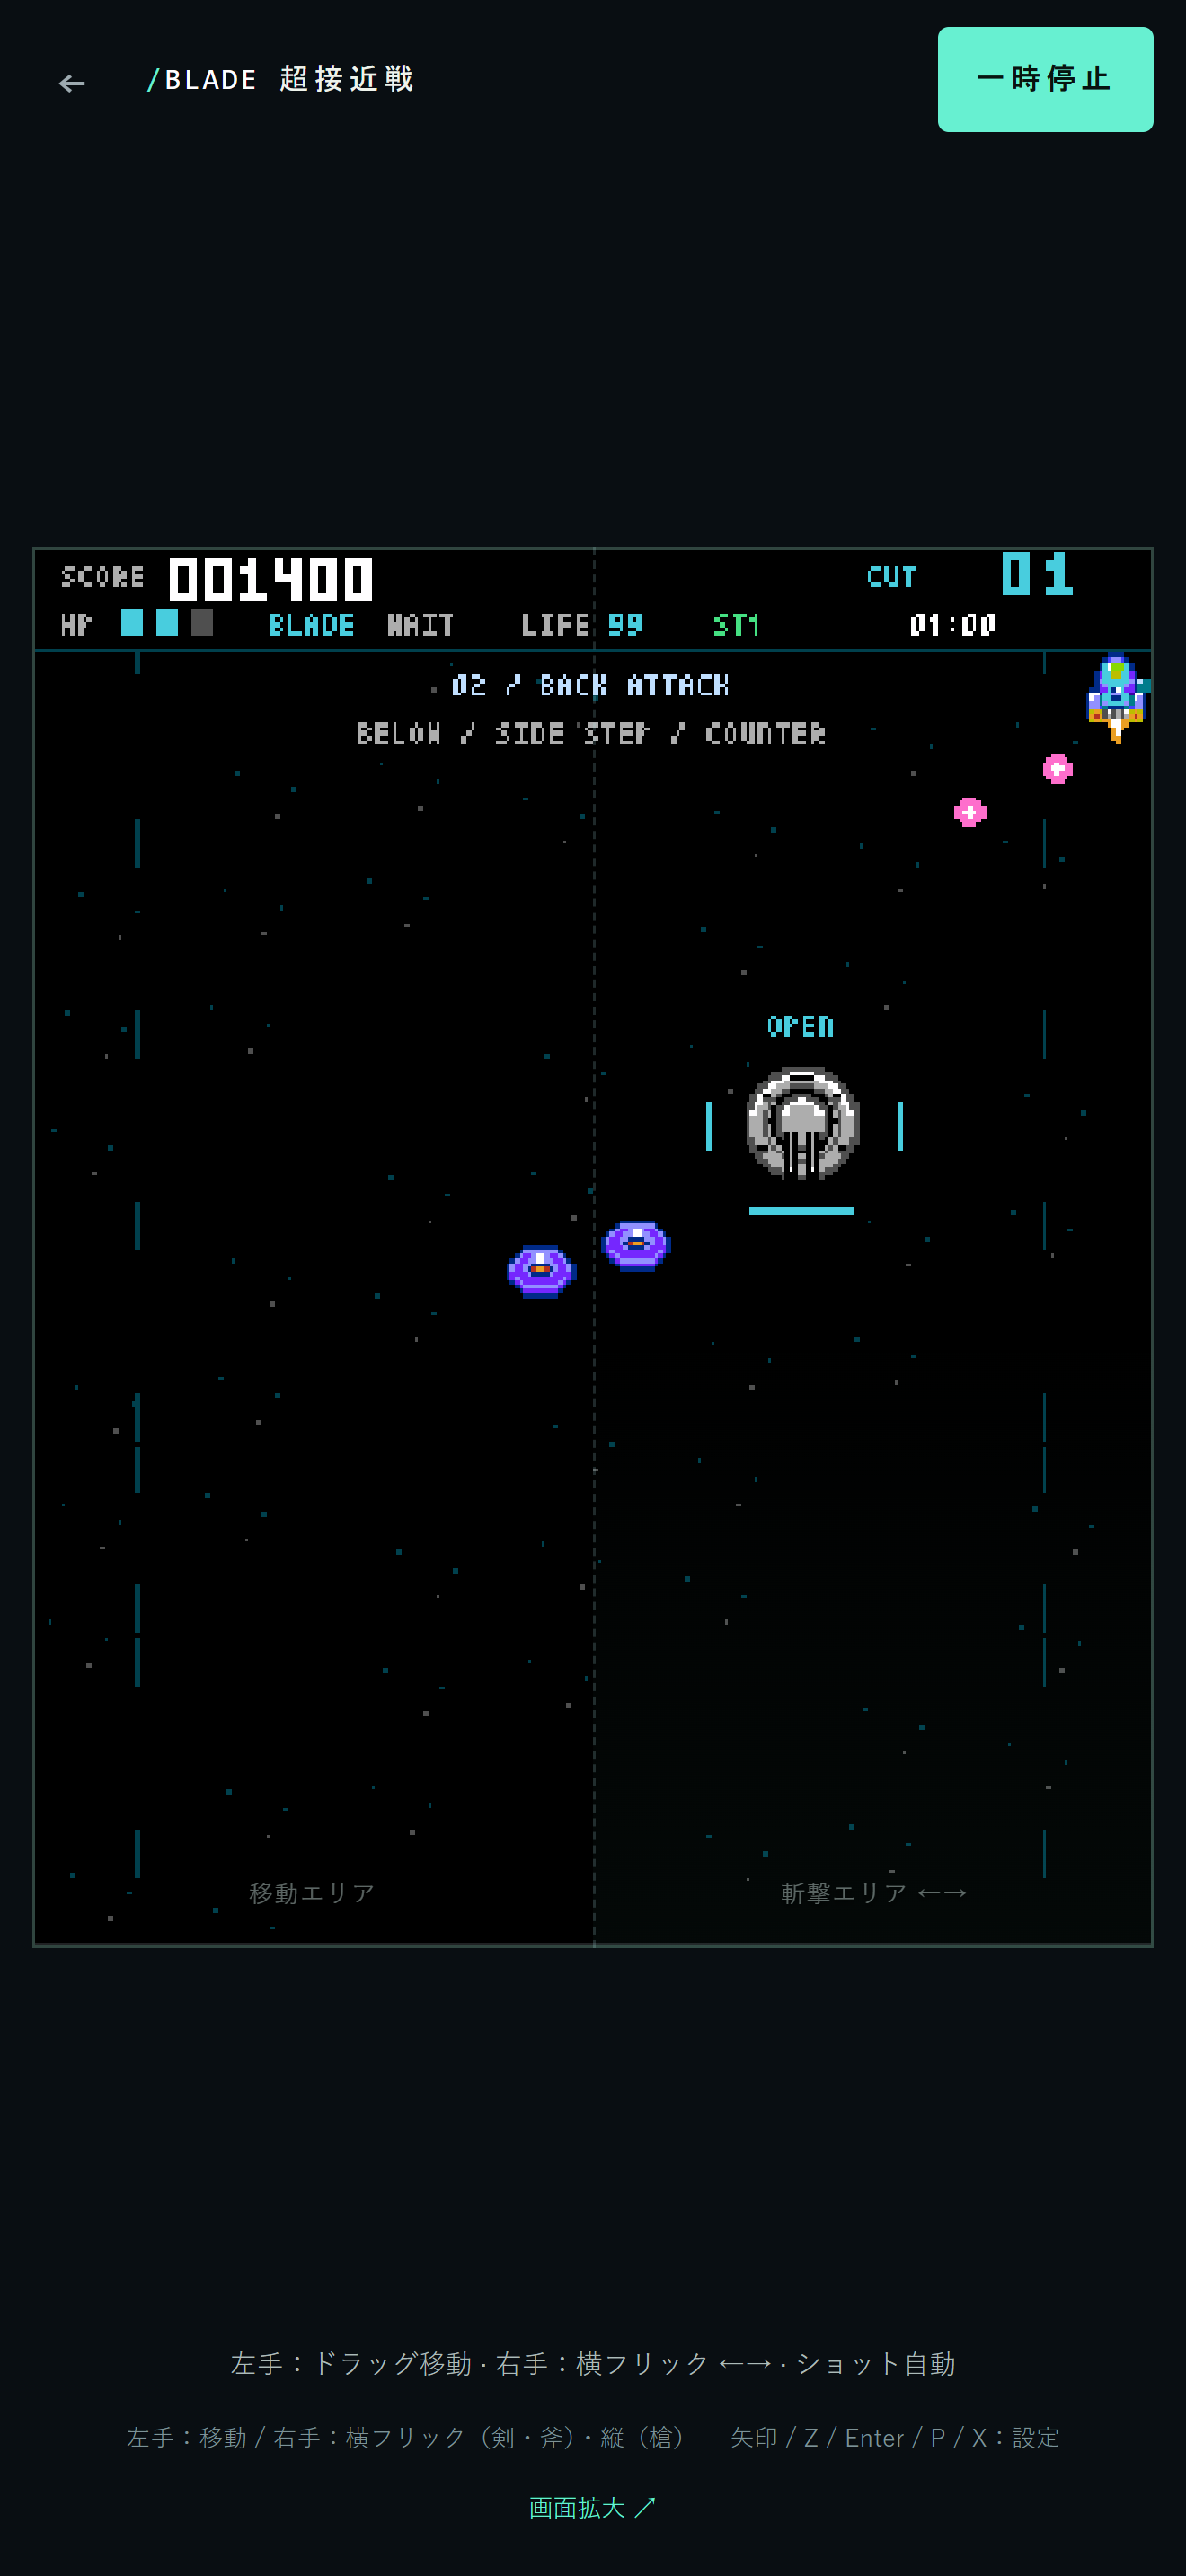 ← /BLADE 超接近戦
一時停止
SCORE 001400 CUT 01
HP BLADE WAIT LIFE 99 ST1 01:00
02 / BACK ATTACK
BELOW / SIDE STEP / COUNTER
OPEN
移動エリア
斬撃エリア ←→
左手：ドラッグ移動 · 右手：横フリック ←→ · ショット自動
左手：移動 / 右手：横フリック（剣・斧）・縦（槍） 矢印 / Z / Enter / P / X：設定
画面拡大 ↗